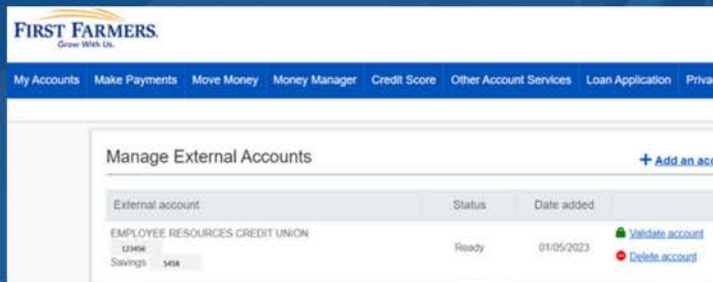 FIRST FARMERS.
Grow With Us.
My Accounts Make Payments Move Money Money Manager Credit Score Other Account Services Loan Application Priva
Manage External Accounts + Add an acc
External account Status Date added
EMPLOYEE RESOURCES CREDIT UNION
123456
Savings 5458
Ready 01/05/2023
Validate account
Delete account